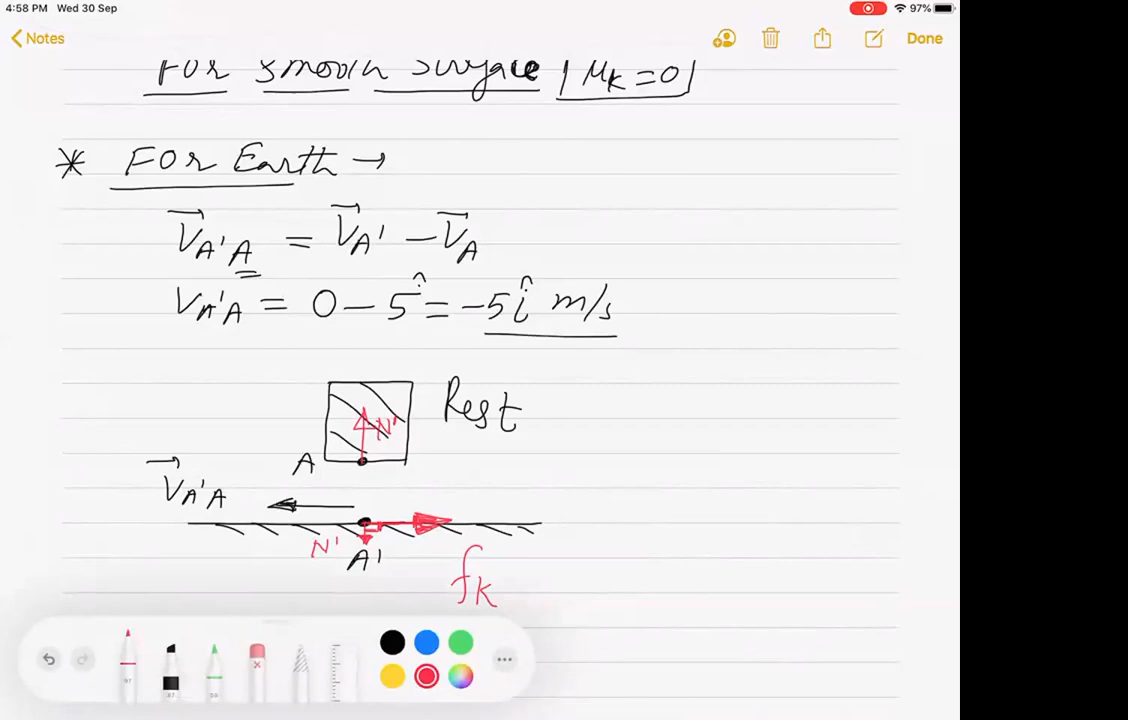 4:58 PM Wed 30 Sep 97%
Notes Done
For smooth surface [μK=0]
* For Earth →
V⃗A'A = V⃗A' − V⃗A
VA'A = 0 − 5î = −5î m/s
Rest
N'
A
V⃗A'A
N'
A'
fK